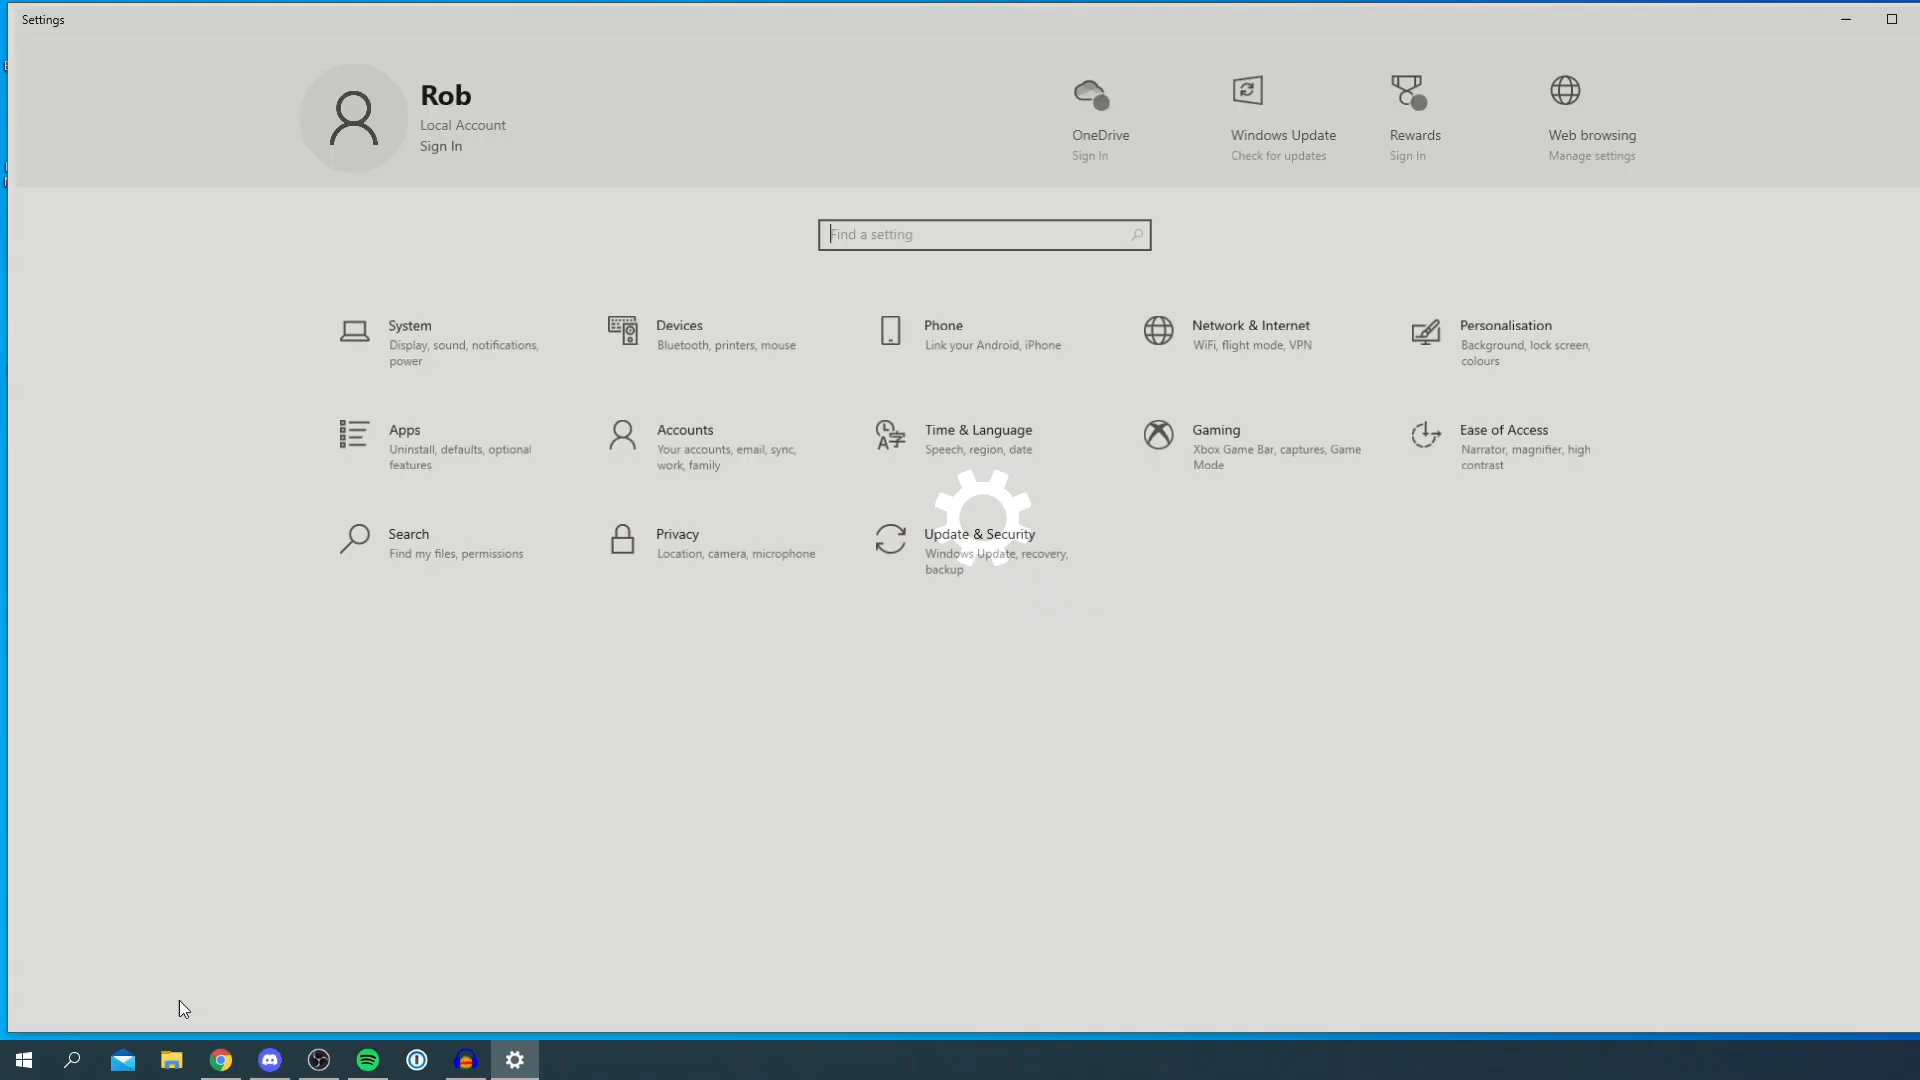 Settings
Rob
Local Account
Sign In
OneDrive
Sign In
Windows Update
Check for updates
Rewards
Sign In
Web browsing
Manage settings
Find a setting
System
Display, sound, notifications,
power
Devices
Bluetooth, printers, mouse
Phone
Link your Android, iPhone
Network & Internet
WiFi, flight mode, VPN
Personalisation
Background, lock screen,
colours
Apps
Uninstall, defaults, optional
features
Accounts
Your accounts, email, sync,
work, family
Time & Language
Speech, region, date
Gaming
Xbox Game Bar, captures, Game
Mode
Ease of Access
Narrator, magnifier, high
contrast
Search
Find my files, permissions
Privacy
Location, camera, microphone
Update & Security
Windows Update, recovery,
backup